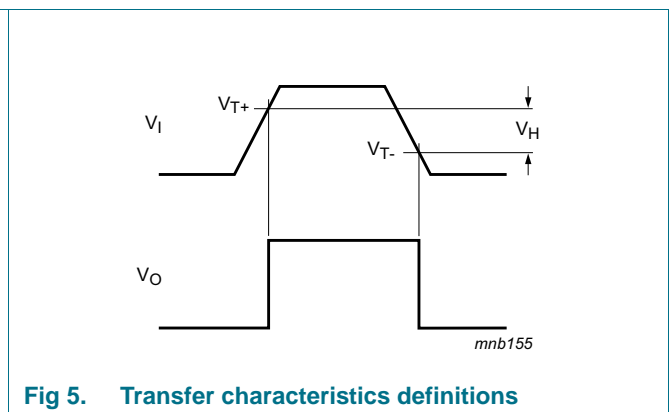 VT+
VI
VH
VT-
VO
mnb155
Fig 5. Transfer characteristics definitions